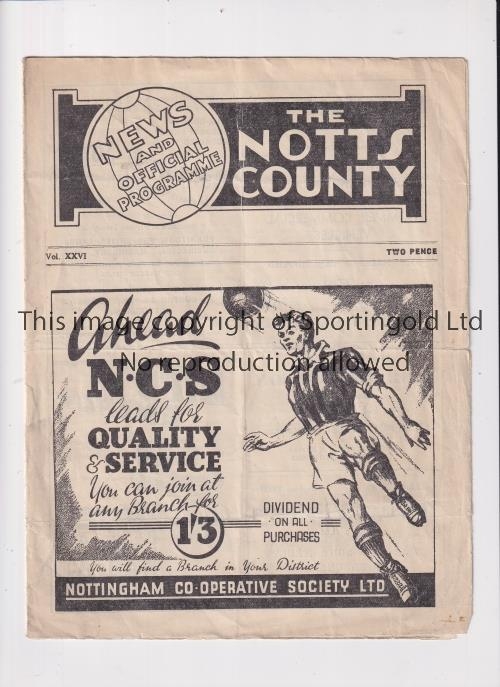 NEWS
AND
OFFICIAL
PROGRAMME
THE
NOTTS
COUNTY
Vol. XXVI
TWO PENCE
Ahead
This image copyright of Sportingold Ltd
No reproduction allowed
N·C·S
leads for
QUALITY
& SERVICE
You can join at
any Branch for
1'3
DIVIDEND
· ON ALL ·
PURCHASES
You will find a Branch in Your District
NOTTINGHAM CO-OPERATIVE SOCIETY LTD